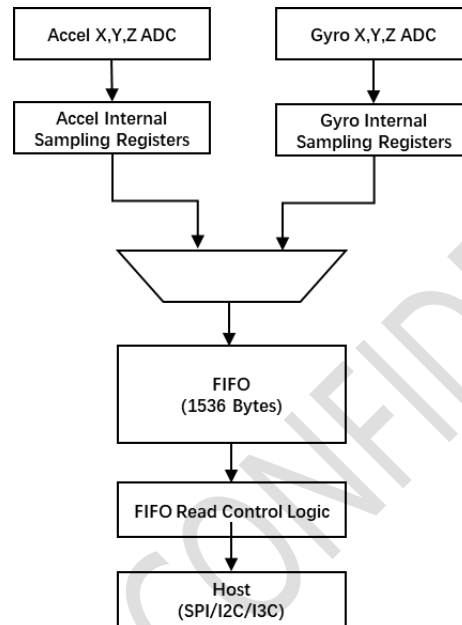 Accel X,Y,Z ADC
Gyro X,Y,Z ADC
Accel Internal
Sampling Registers
Gyro Internal
Sampling Registers
FIFO
(1536 Bytes)
FIFO Read Control Logic
Host
(SPI/I2C/I3C)
CONFID